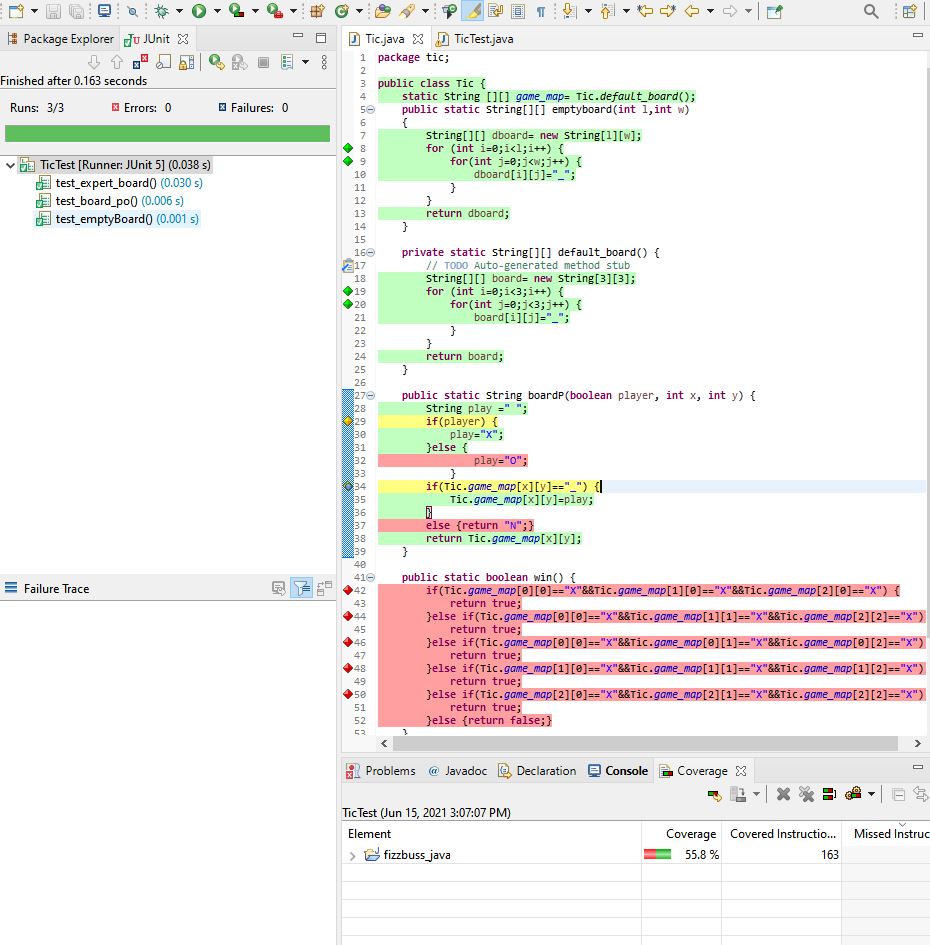 Package Explorer JUnit
Finished after 0.163 seconds
Runs: 3/3 Errors: 0 Failures: 0
TicTest [Runner: JUnit 5] (0.038 s)
test_expert_board() (0.030 s)
test_board_po() (0.006 s)
test_emptyBoard() (0.001 s)
Failure Trace
Tic.java TicTest.java
1 package tic;
2
3 public class Tic {
4 static String [][] game_map= Tic.default_board();
5 public static String[][] emptyboard(int l,int w)
6 {
7 String[][] dboard= new String[l][w];
8 for (int i=0;i<l;i++) {
9 for(int j=0;j<w;j++) {
10 dboard[i][j]="_";
11 }
12 }
13 return dboard;
14 }
15
16 private static String[][] default_board() {
17 // TODO Auto-generated method stub
18 String[][] board= new String[3][3];
19 for (int i=0;i<3;i++) {
20 for(int j=0;j<3;j++) {
21 board[i][j]="_";
22 }
23 }
24 return board;
25 }
26
27 public static String boardP(boolean player, int x, int y) {
28 String play =" ";
29 if(player) {
30 play="X";
31 }else {
32 play="O";
33 }
34 if(Tic.game_map[x][y]=="_") {
35 Tic.game_map[x][y]=play;
36 }
37 else {return "N";}
38 return Tic.game_map[x][y];
39 }
40
41 public static boolean win() {
42 if(Tic.game_map[0][0]=="X"&&Tic.game_map[1][0]=="X"&&Tic.game_map[2][0]=="X") {
43 return true;
44 }else if(Tic.game_map[0][0]=="X"&&Tic.game_map[1][1]=="X"&&Tic.game_map[2][2]=="X")
45 return true;
46 }else if(Tic.game_map[0][0]=="X"&&Tic.game_map[0][1]=="X"&&Tic.game_map[0][2]=="X")
47 return true;
48 }else if(Tic.game_map[1][0]=="X"&&Tic.game_map[1][1]=="X"&&Tic.game_map[1][2]=="X")
49 return true;
50 }else if(Tic.game_map[2][0]=="X"&&Tic.game_map[2][1]=="X"&&Tic.game_map[2][2]=="X")
51 return true;
52 }else {return false;}
53 }
Problems Javadoc Declaration Console Coverage
TicTest (Jun 15, 2021 3:07:07 PM)
Element Coverage Covered Instructio... Missed Instruc
fizzbuss_java 55.8 % 163